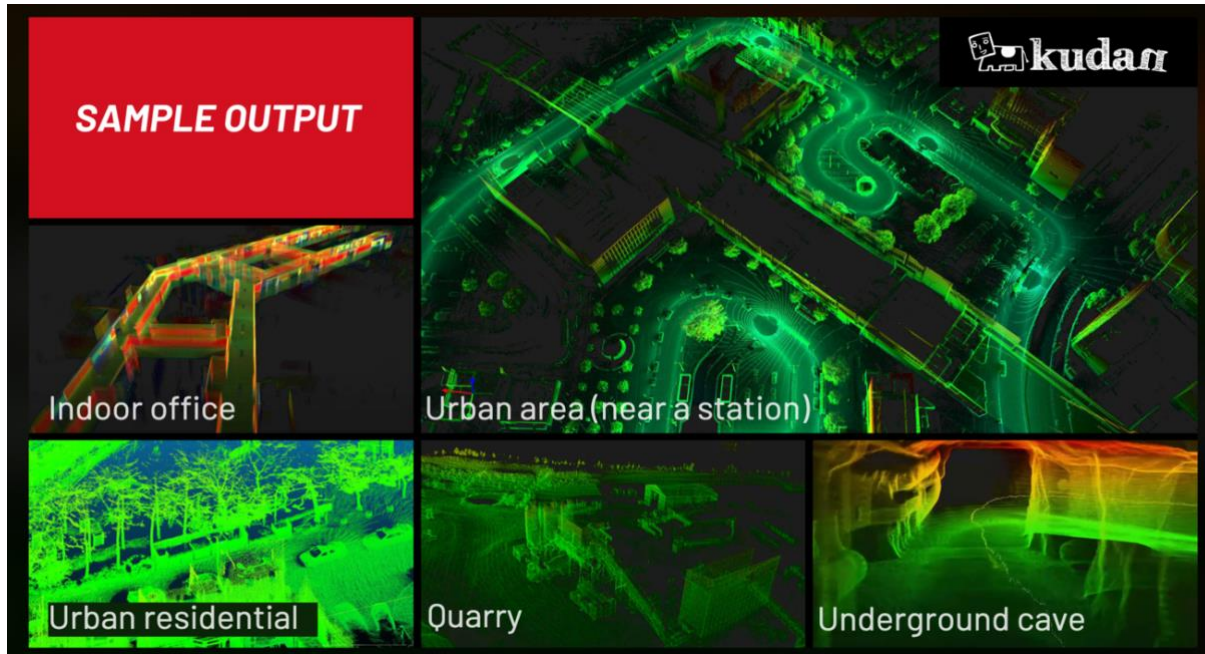 SAMPLE OUTPUT
kudan
Indoor office
Urban area (near a station)
Urban residential
Quarry
Underground cave